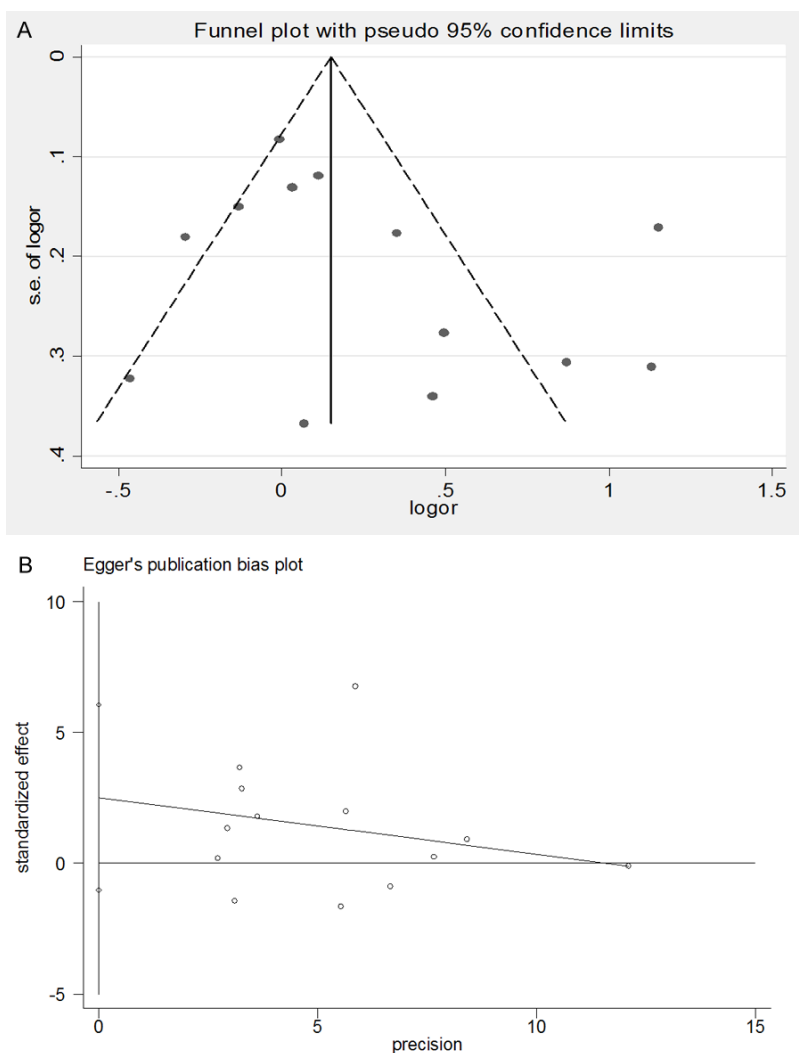 A
Funnel plot with pseudo 95% confidence limits
0
.1
.2
.3
.4
s.e. of logor
-.5 0 .5 1 1.5
logor
B
Egger's publication bias plot
10
5
0
-5
standardized effect
0 5 10 15
precision